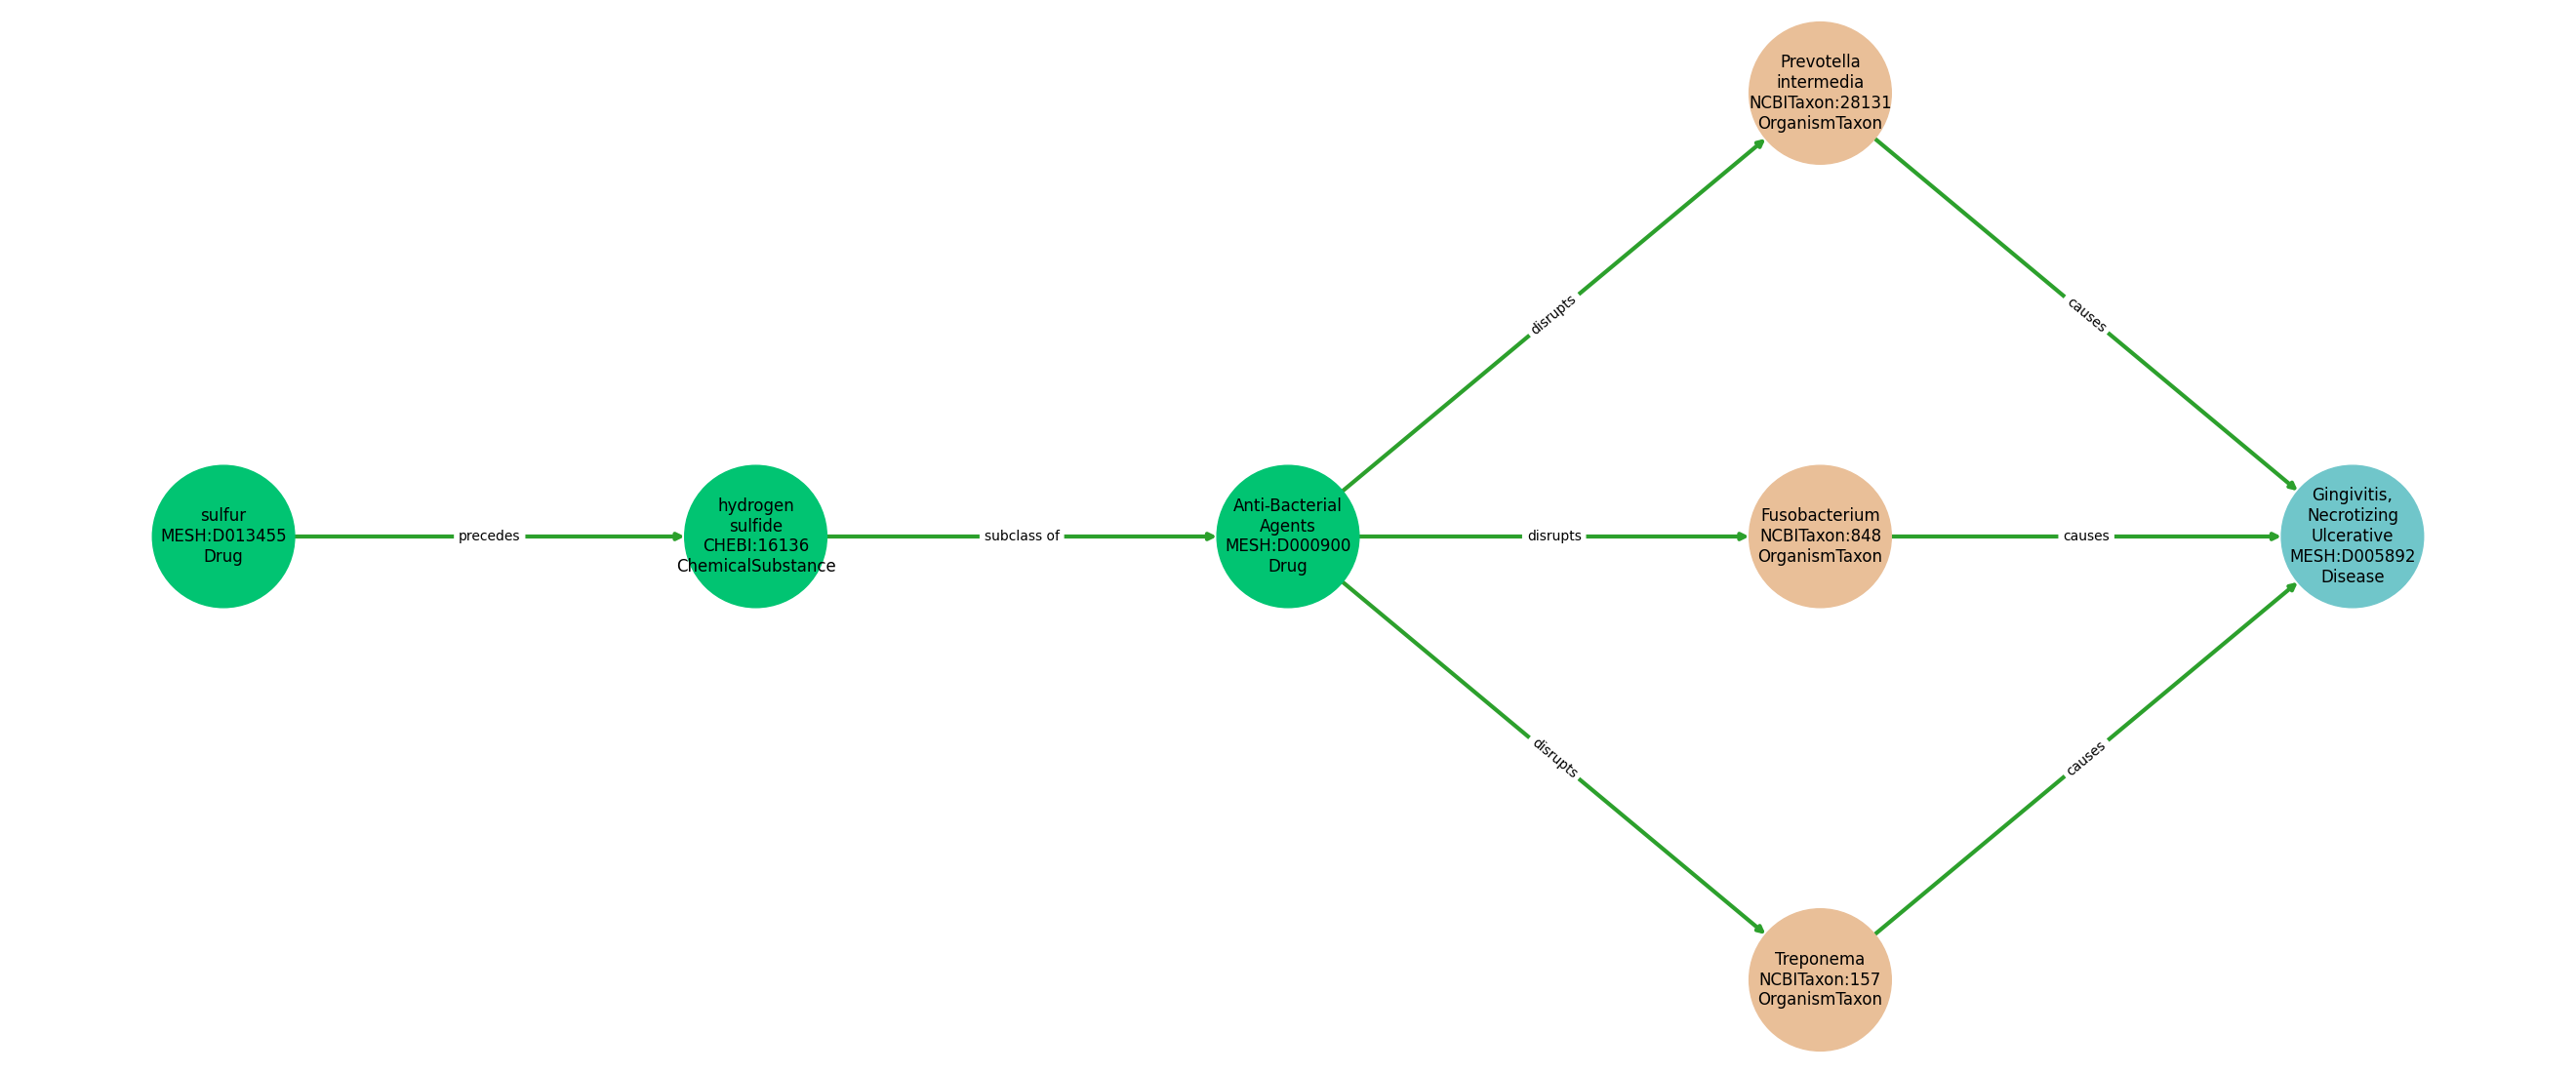 Prevotella
intermedia
NCBITaxon:28131
OrganismTaxon
disrupts
causes
sulfur
MESH:D013455
Drug
precedes
hydrogen
sulfide
CHEBI:16136
ChemicalSubstance
subclass of
Anti-Bacterial
Agents
MESH:D000900
Drug
disrupts
Fusobacterium
NCBITaxon:848
OrganismTaxon
causes
Gingivitis,
Necrotizing
Ulcerative
MESH:D005892
Disease
disrupts
causes
Treponema
NCBITaxon:157
OrganismTaxon